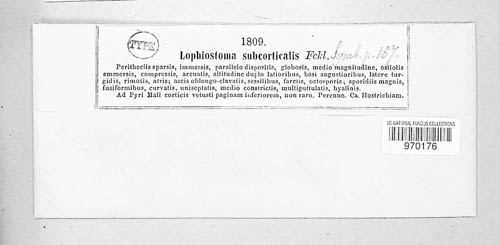 TYPE
1809.
Lophiostoma subcorticalis Fckl. Symb. p. 157.
Peritheciis sparsis, immersis, parallelo dispositis, globosis, medio magnitudine, ostiolis
emmersis, compressis, arcuatis, altitudine duplo latioribus, basi angustioribus, latere tur-
gidis, rimosis, atris; ascis oblongo-clavatis, sessilibus, farctis, octosporis, sporidiis magnis,
fusiformibus, curvatis, uniseptatis, medio constrictis, multiguttulatis, hyalinis.
Ad Pyri Mali corticis vetusti paginam inferiorem, non raro. Perenne. Ca. Hostrichiam.
US NATIONAL FUNGUS COLLECTIONS
970176